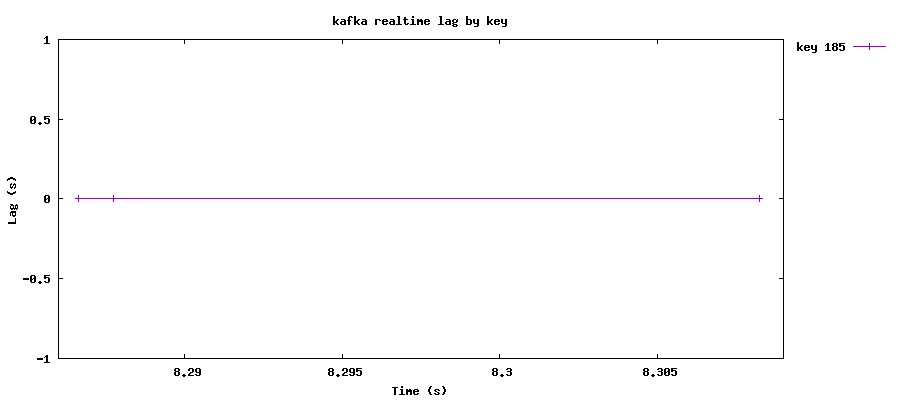 kafka realtime lag by key
key 185
1
0.5
0
-0.5
-1
Lag (s)
8.29 8.295 8.3 8.305
Time (s)